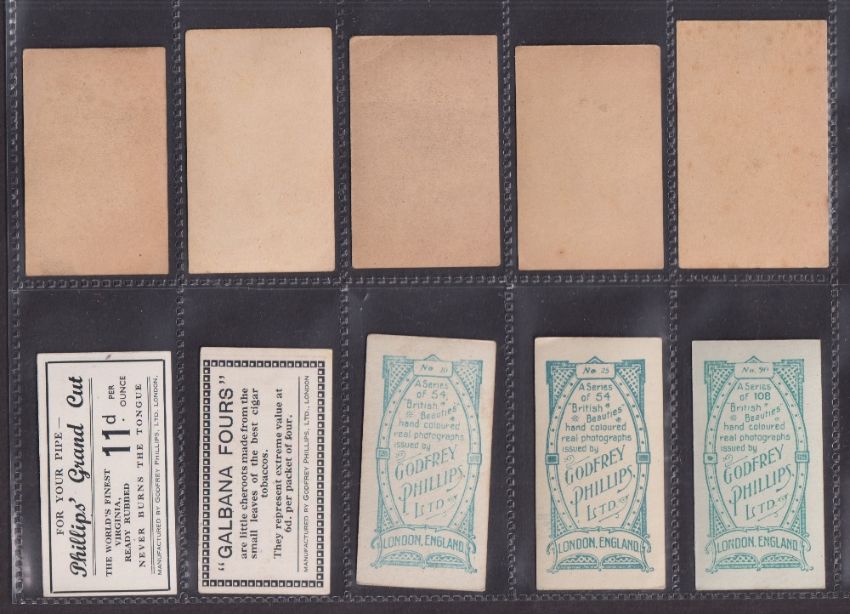 FOR YOUR PIPE—
Phillips' Grand Cut
THE WORLD'S FINEST
VIRGINIA,
READY RUBBED
11d PER
OUNCE
NEVER BURNS THE TONGUE
MANUFACTURED BY GODFREY PHILLIPS, LTD., LONDON.
"GALBANA FOURS"
are little cheroots made from the
small leaves of the best cigar
tobaccos.
They represent extreme value at
6d. per packet of four.
MANUFACTURED BY GODFREY PHILLIPS, LTD., LONDON
No
A Series
of 54
"British
Beauties"
hand coloured
real photographs
issued by
GODFREY
PHILLIPS
LTD.
LONDON, ENGLAND.
No 25
A Series
of 54
"British
Beauties"
hand coloured
real photographs
issued by
GODFREY
PHILLIPS
LTD.
LONDON, ENGLAND.
No.
A Series
of 108
"British
Beauties"
hand coloured
real photographs
issued by
GODFREY
PHILLIPS
LTD.
LONDON, ENGLAND.